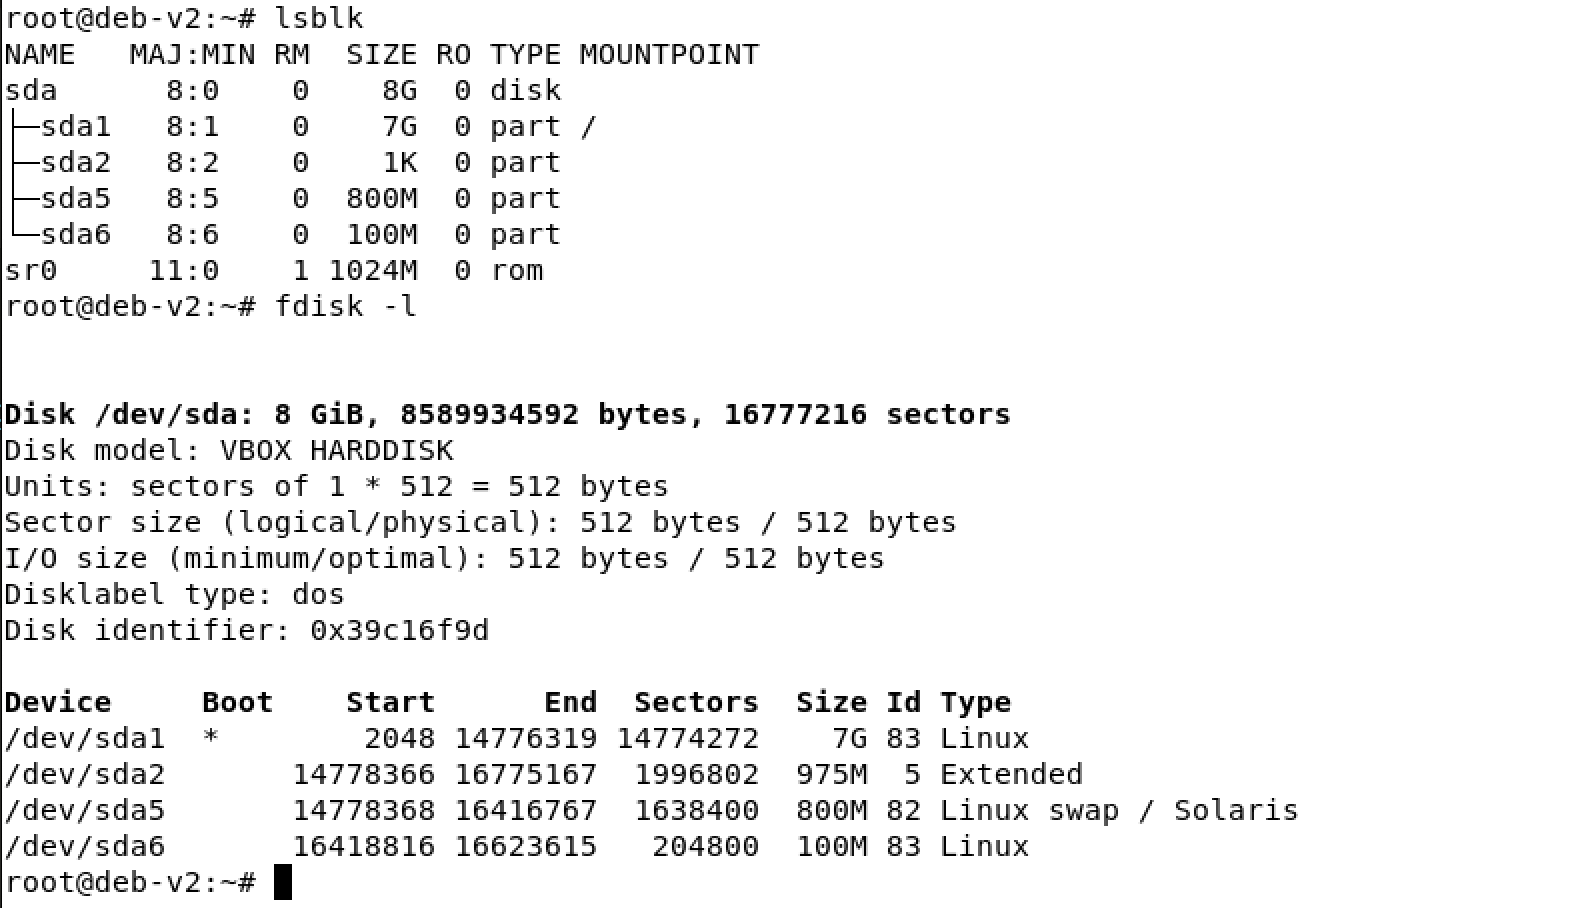 root@deb-v2:~# lsblk
NAME   MAJ:MIN RM  SIZE RO TYPE MOUNTPOINT
sda      8:0    0    8G  0 disk
├─sda1   8:1    0    7G  0 part /
├─sda2   8:2    0    1K  0 part
├─sda5   8:5    0  800M  0 part
└─sda6   8:6    0  100M  0 part
sr0     11:0    1 1024M  0 rom
root@deb-v2:~# fdisk -l
Disk /dev/sda: 8 GiB, 8589934592 bytes, 16777216 sectors
Disk model: VBOX HARDDISK
Units: sectors of 1 * 512 = 512 bytes
Sector size (logical/physical): 512 bytes / 512 bytes
I/O size (minimum/optimal): 512 bytes / 512 bytes
Disklabel type: dos
Disk identifier: 0x39c16f9d
Device     Boot    Start      End  Sectors  Size Id Type
/dev/sda1  *        2048 14776319 14774272    7G 83 Linux
/dev/sda2       14778366 16775167  1996802  975M  5 Extended
/dev/sda5       14778368 16416767  1638400  800M 82 Linux swap / Solaris
/dev/sda6       16418816 16623615   204800  100M 83 Linux
root@deb-v2:~#